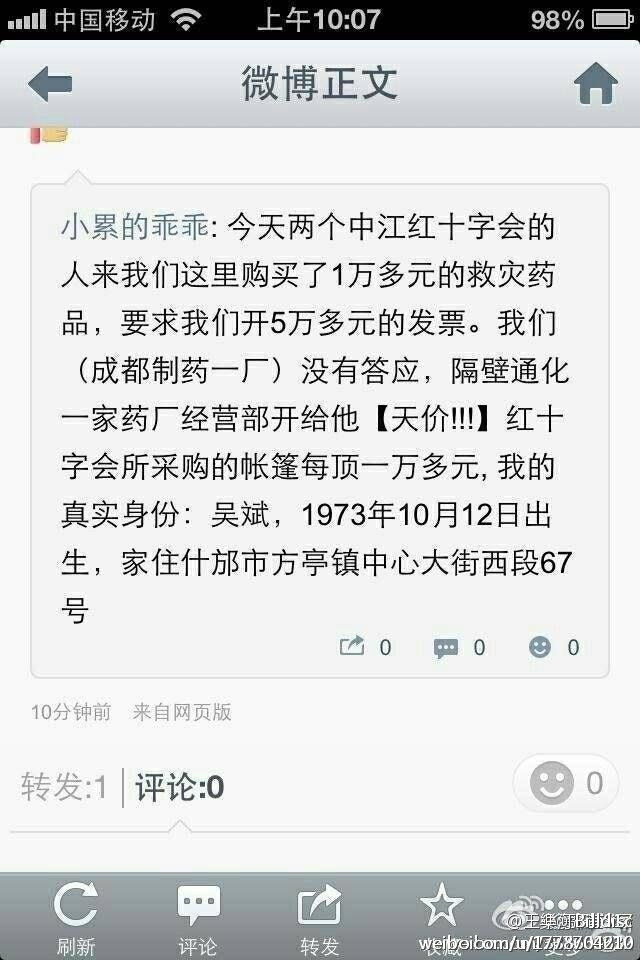 中国移动 上午10:07 98%
微博正文
小累的乖乖: 今天两个中江红十字会的
人来我们这里购买了1万多元的救灾药
品，要求我们开5万多元的发票。我们
（成都制药一厂）没有答应，隔壁通化
一家药厂经营部开给他【天价!!!】红十
字会所采购的帐篷每顶一万多元, 我的
真实身份：吴斌，1973年10月12日出
生，家住什邡市方亭镇中心大街西段67
号
0 0 0
10分钟前 来自网页版
转发:1 评论:0
0
刷新 评论 转发 收藏 更多